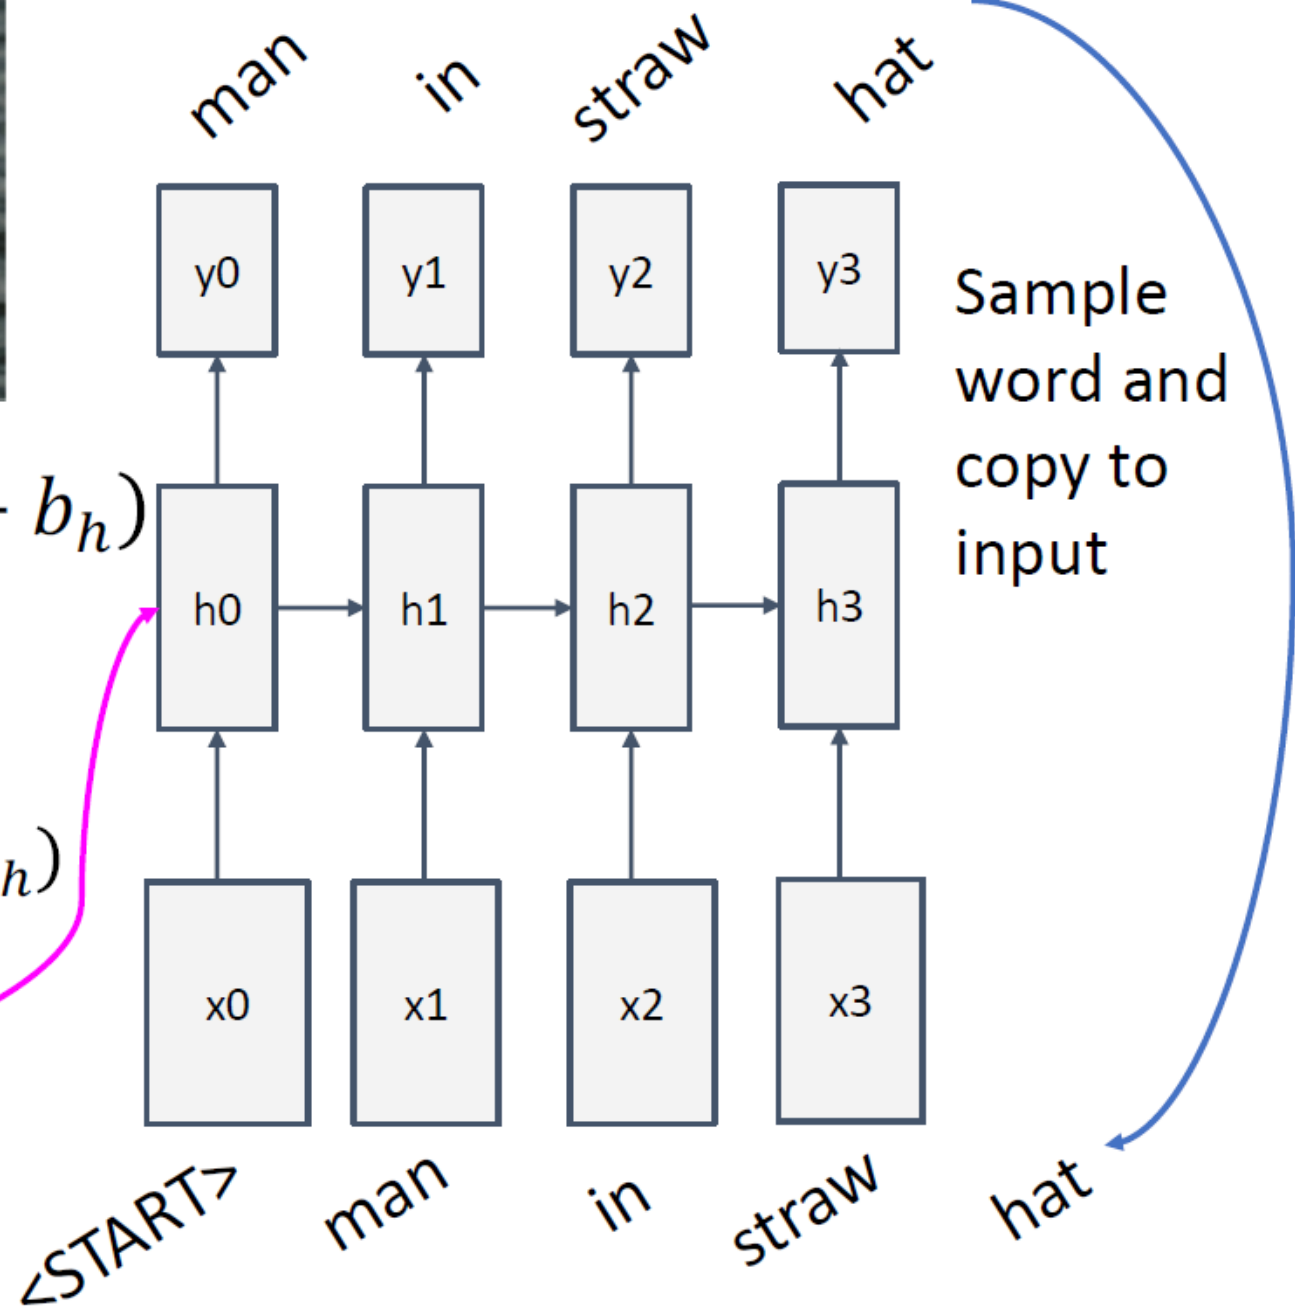 man in straw hat
y0 y1 y2 y3
Sample
word and
copy to
input
b_h)
h0 h1 h2 h3
h)
x0 x1 x2 x3
<START> man in straw hat